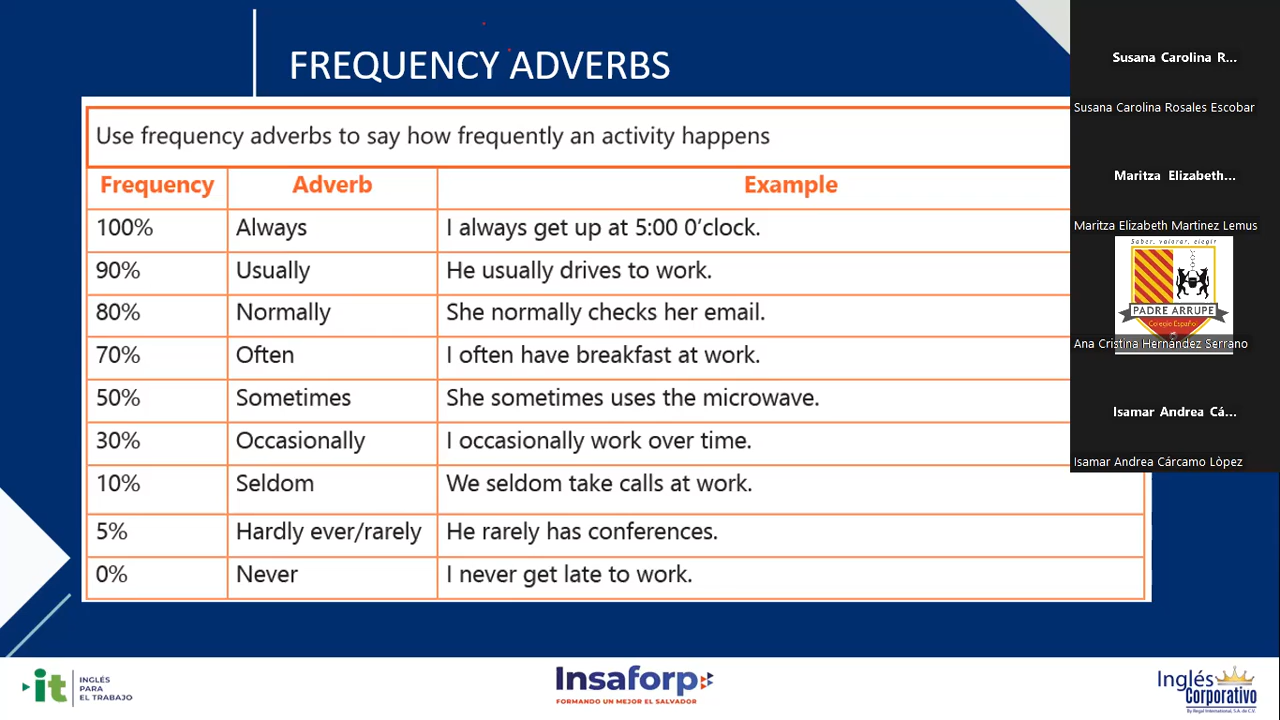 FREQUENCY ADVERBS
Use frequency adverbs to say how frequently an activity happens
Frequency Adverb Example
100% Always I always get up at 5:00 0’clock.
90% Usually He usually drives to work.
80% Normally She normally checks her email.
70% Often I often have breakfast at work.
50% Sometimes She sometimes uses the microwave.
30% Occasionally I occasionally work over time.
10% Seldom We seldom take calls at work.
5% Hardly ever/rarely He rarely has conferences.
0% Never I never get late to work.
Susana Carolina R...
Susana Carolina Rosales Escobar
Maritza Elizabeth...
Maritza Elizabeth Martinez Lemus
Saber, valorar, elegir
PADRE ARRUPE
Colegio Español
Ana Cristina Hernández Serrano
Isamar Andrea Cá...
Isamar Andrea Cárcamo Lòpez
it
INGLÉS
PARA
EL TRABAJO
Insaforp
FORMANDO UN MEJOR EL SALVADOR
Inglés
Corporativo
By Regal International, S.A. de C.V.